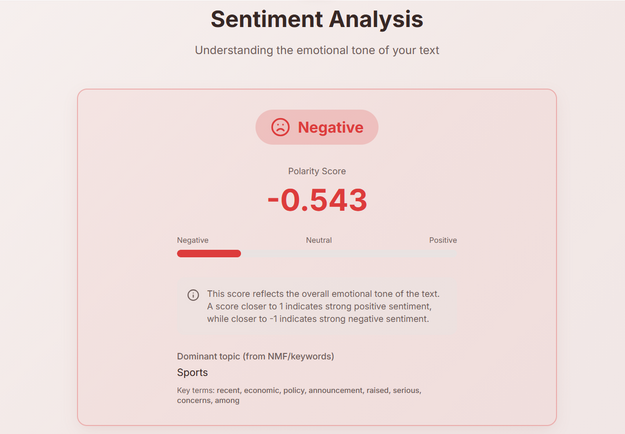 Sentiment Analysis
Understanding the emotional tone of your text
Negative
Polarity Score
-0.543
Negative Neutral Positive
This score reflects the overall emotional tone of the text.
A score closer to 1 indicates strong positive sentiment,
while closer to -1 indicates strong negative sentiment.
Dominant topic (from NMF/keywords)
Sports
Key terms: recent, economic, policy, announcement, raised, serious,
concerns, among